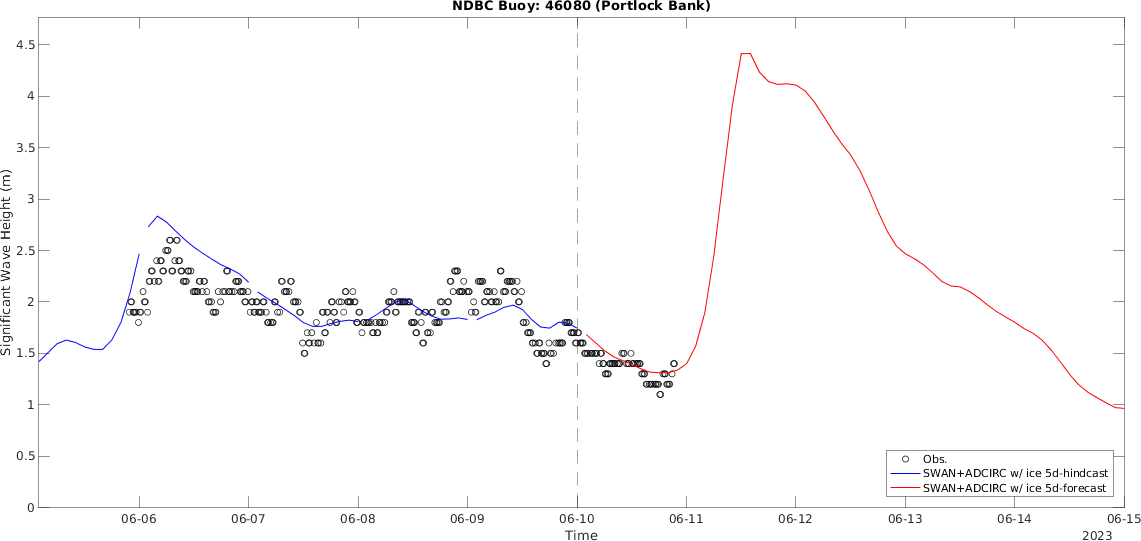 NDBC Buoy: 46080 (Portlock Bank)
Significant Wave Height (m)
4.5
4
3.5
3
2.5
2
1.5
1
0.5
0
Obs.
SWAN+ADCIRC w/ ice 5d-hindcast
SWAN+ADCIRC w/ ice 5d-forecast
06-06 06-07 06-08 06-09 06-10 06-11 06-12 06-13 06-14 06-15
Time
2023